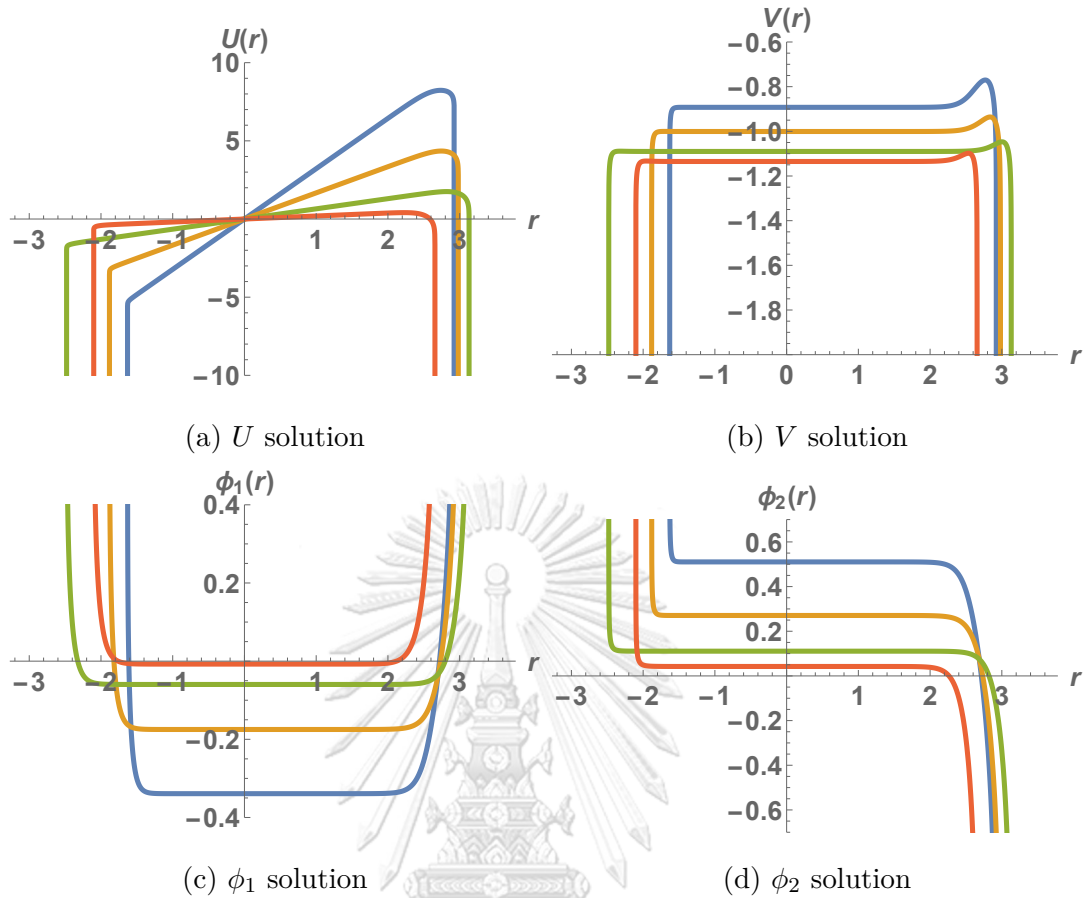 U(r)
10
5
−3 −2 −1 1 2 3 r
−5
−10
(a) U solution
V(r)
−0.6
−0.8
−1.0
−1.2
−1.4
−1.6
−1.8
−3 −2 −1 0 1 2 3 r
(b) V solution
ϕ1(r)
0.4
0.2
−3 −2 −1 1 2 3 r
−0.2
−0.4
(c) ϕ1 solution
ϕ2(r)
0.6
0.4
0.2
−3 −2 −1 1 2 3 r
−0.2
−0.4
−0.6
(d) ϕ2 solution